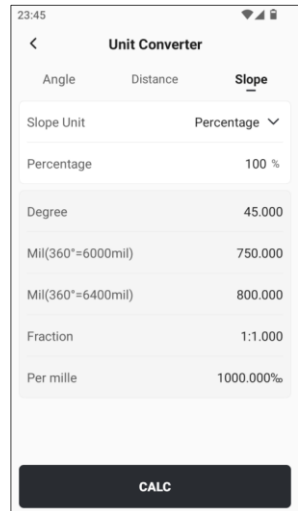 23:45
Unit Converter
Angle Distance Slope
Slope Unit Percentage
Percentage 100 %
Degree 45.000
Mil(360°=6000mil) 750.000
Mil(360°=6400mil) 800.000
Fraction 1:1.000
Per mille 1000.000‰
CALC